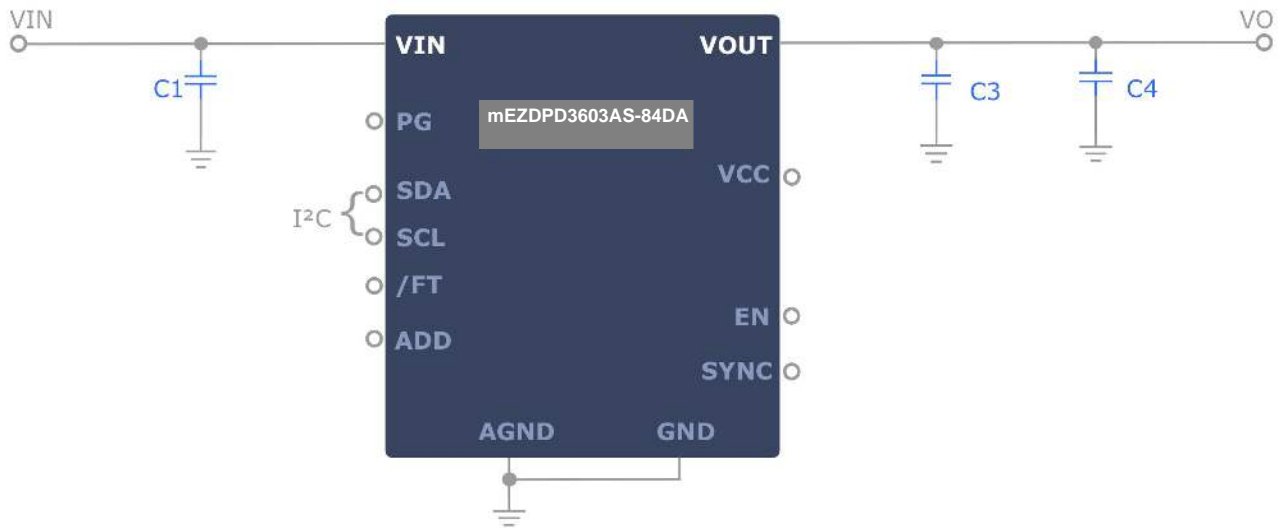 VIN
VO
VIN
VOUT
C1
C3
C4
mEZDPD3603AS-84DA
PG
VCC
SDA
I²C
SCL
/FT
EN
ADD
SYNC
AGND
GND